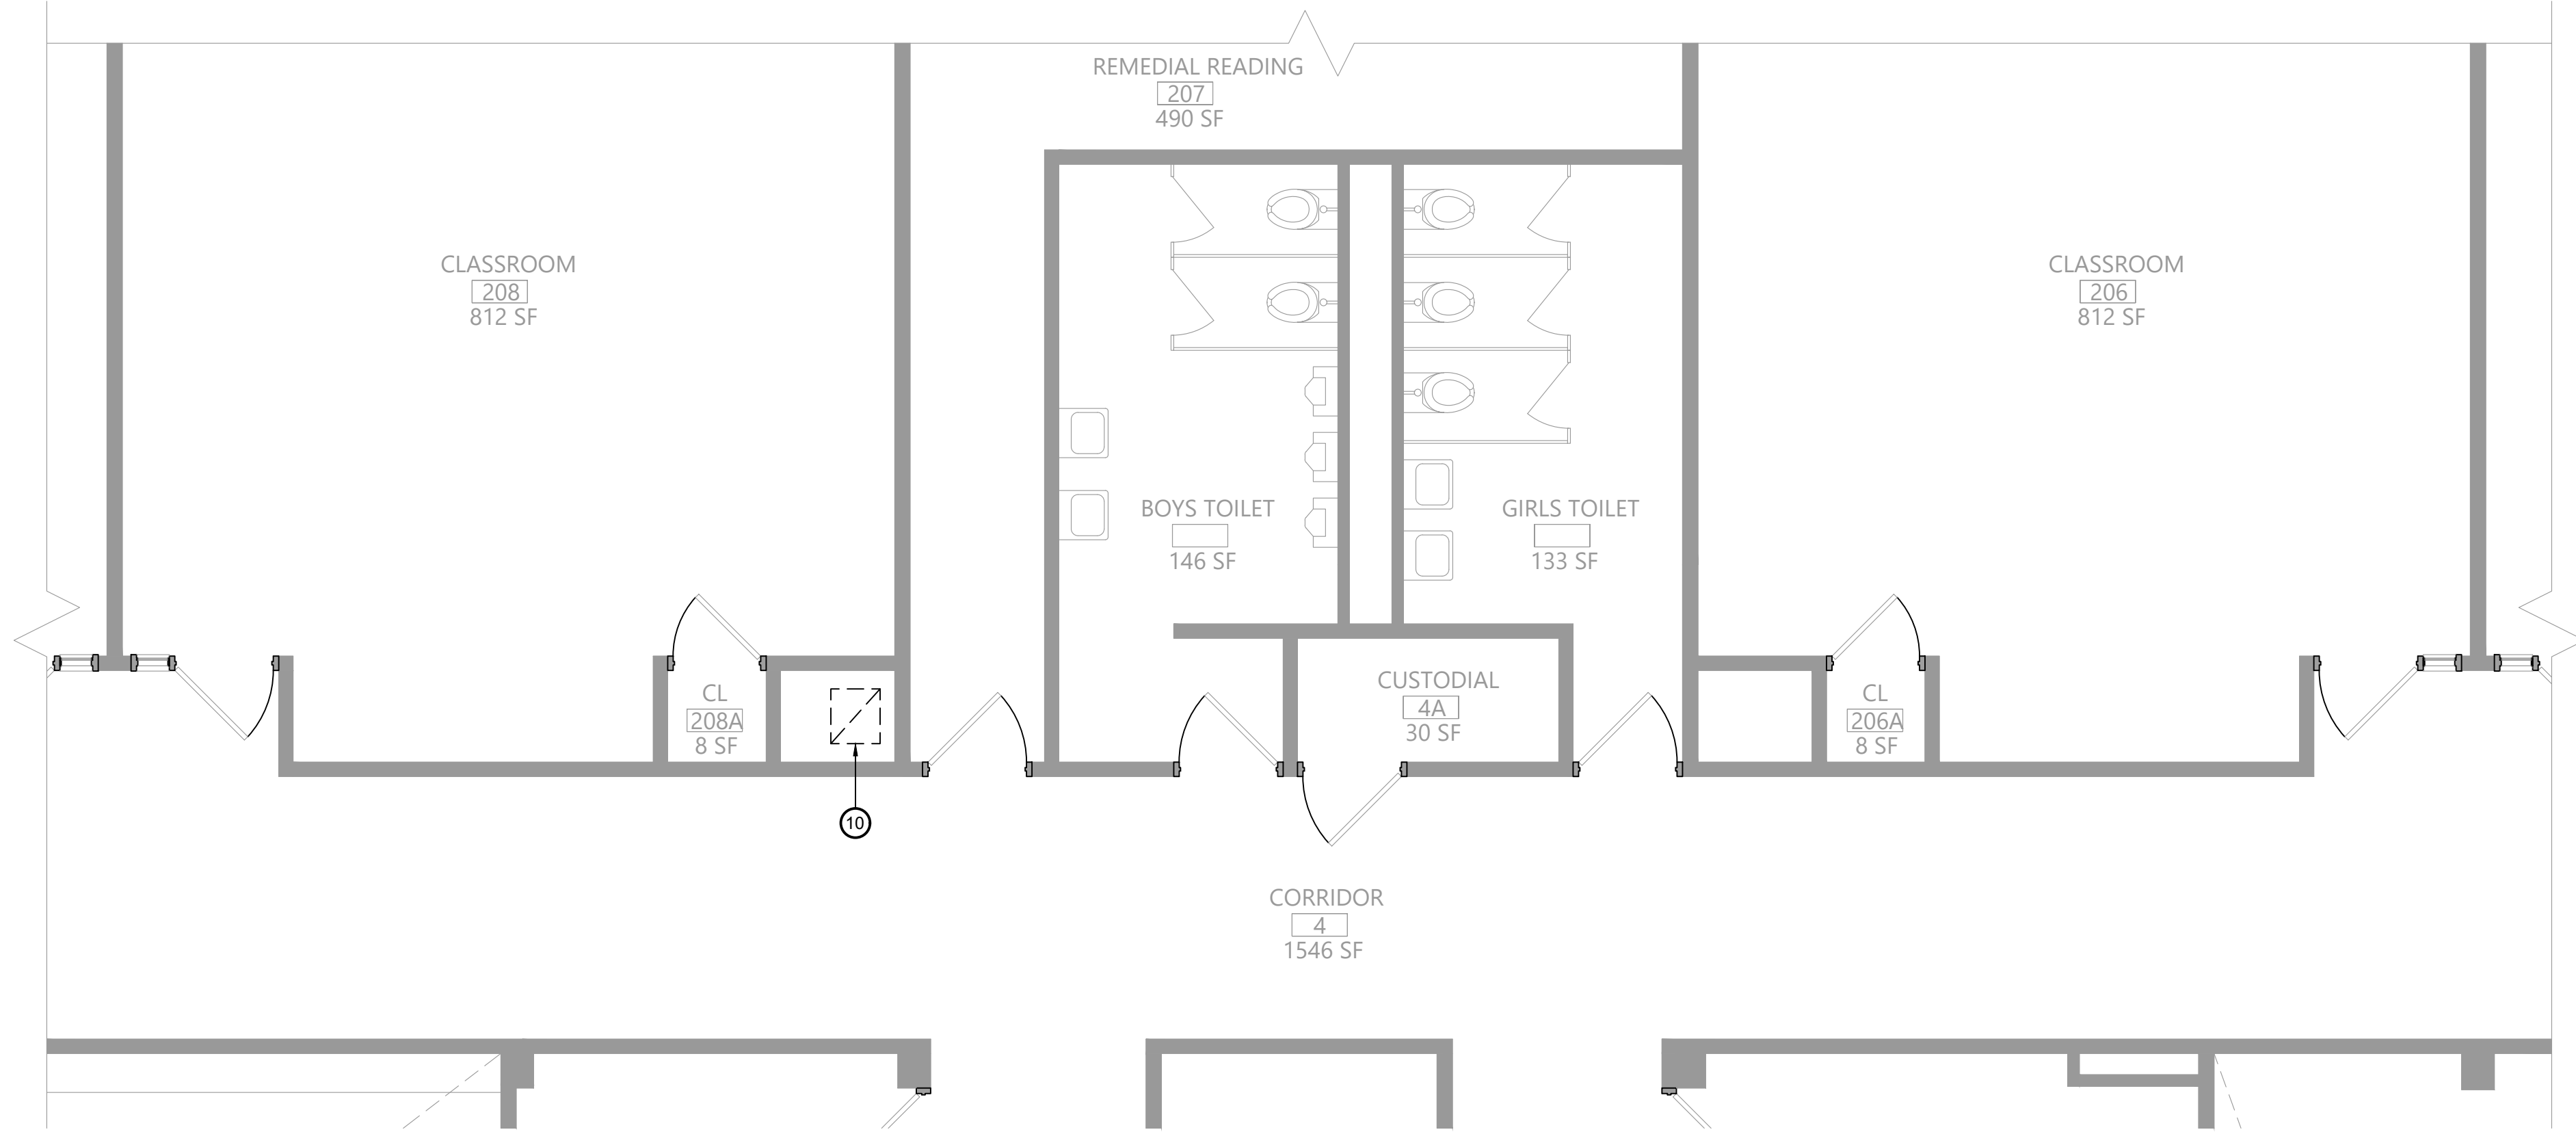 REMEDIAL READING
207
490 SF
CLASSROOM
208
812 SF
CLASSROOM
206
812 SF
BOYS TOILET
146 SF
GIRLS TOILET
133 SF
CL
208A
8 SF
CUSTODIAL
4A
30 SF
CL
206A
8 SF
10
CORRIDOR
4
1546 SF